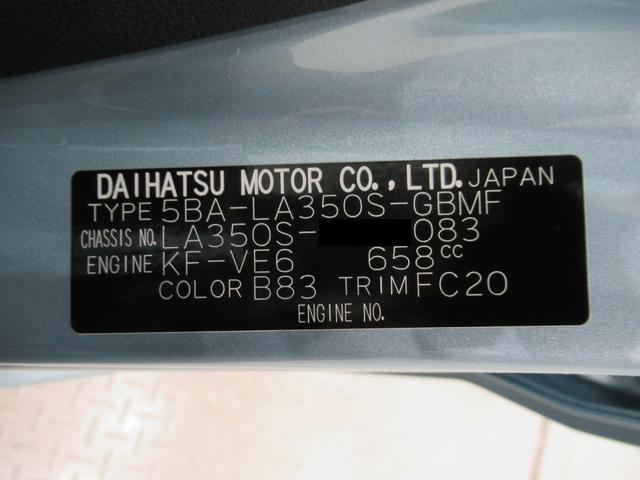 DAIHATSU MOTOR CO., LTD. JAPAN
TYPE 5BA-LA350S-GBMF
CHASSIS NO. LA350S- 083
ENGINE KF-VE6 658cc
COLOR B83 TRIM FC20
ENGINE NO.